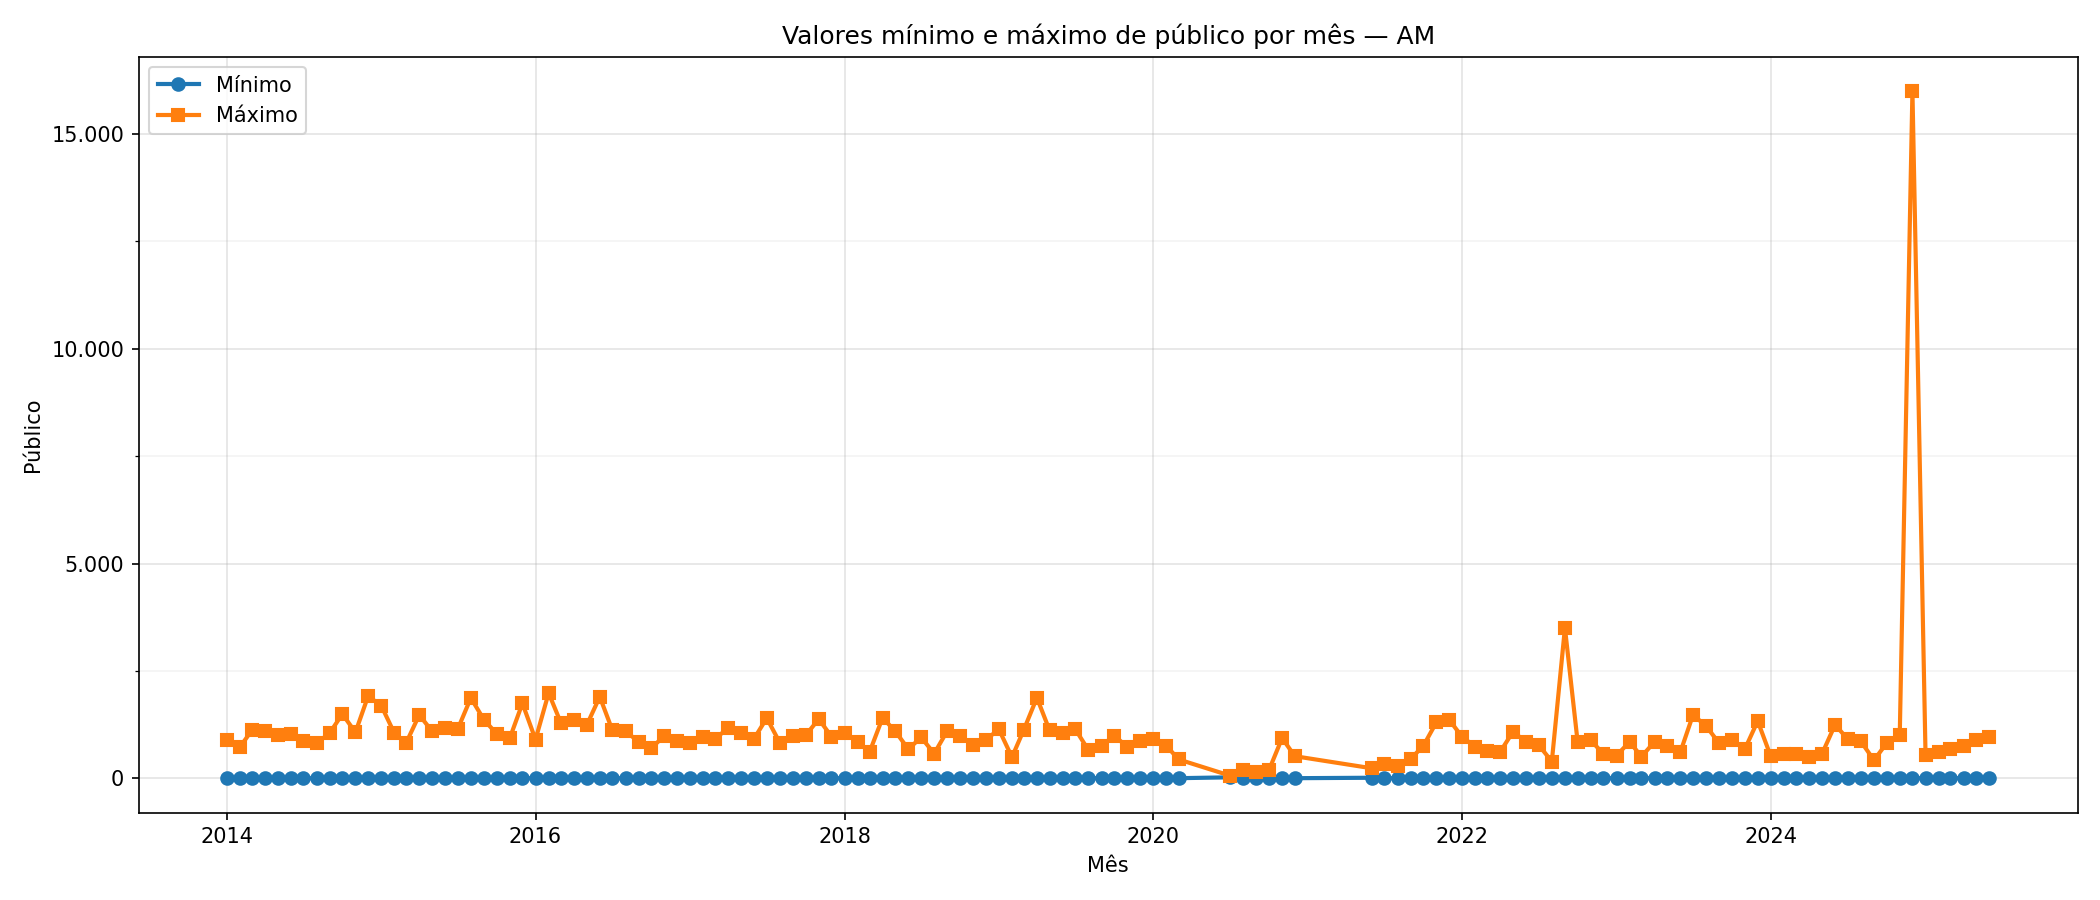 Valores mínimo e máximo de público por mês — AM
Mínimo
Máximo
15.000
10.000
5.000
0
Público
2014 2016 2018 2020 2022 2024
Mês